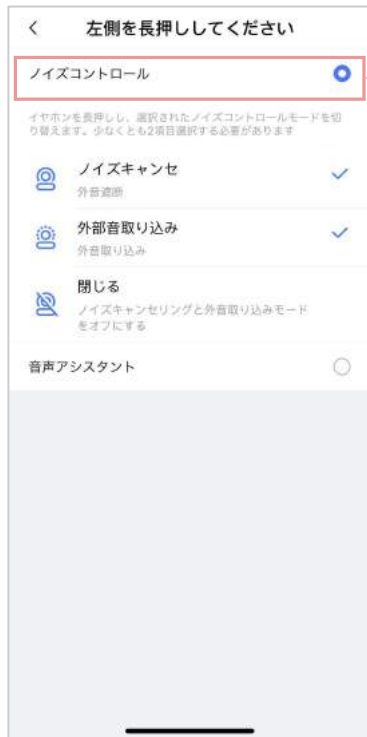 左側を長押ししてください
ノイズコントロール
イヤホンを長押しし、選択されたノイズコントロールモードを切
り替えます。少なくとも2項目選択する必要があります
ノイズキャンセ
外音遮断
外部音取り込み
外音取り込み
閉じる
ノイズキャンセリングと外音取り込みモード
をオフにする
音声アシスタント